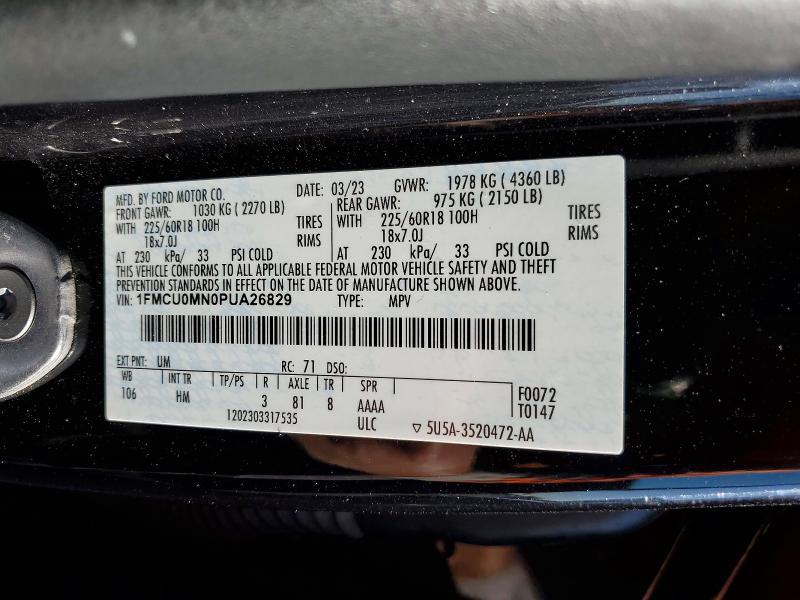 MFD. BY FORD MOTOR CO.
DATE: 03/23 GVWR: 1978 KG ( 4360 LB)
FRONT GAWR: 1030 KG ( 2270 LB) REAR GAWR: 975 KG ( 2150 LB)
WITH 225/60R18 100H TIRES WITH 225/60R18 100H TIRES
18x7.0J RIMS 18x7.0J RIMS
AT 230 kPa/ 33 PSI COLD AT 230 kPa/ 33 PSI COLD
THIS VEHICLE CONFORMS TO ALL APPLICABLE FEDERAL MOTOR VEHICLE SAFETY AND THEFT
PREVENTION STANDARDS IN EFFECT ON THE DATE OF MANUFACTURE SHOWN ABOVE.
VIN: 1FMCU0MN0PUA26829 TYPE: MPV
EXT PNT: UM RC: 71 DSO:
WB INT TR TP/PS R AXLE TR SPR
106 HM 3 81 8 AAAA
F0072
T0147
1202303317535 ULC ▽ 5U5A-3520472-AA